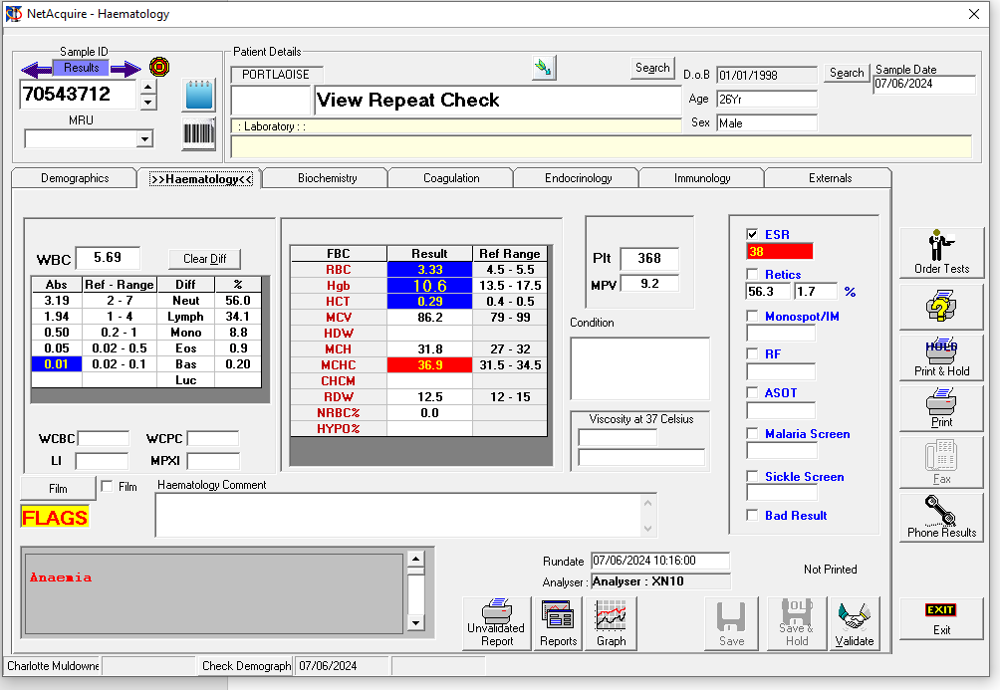 NetAcquire - Haematology
Sample ID
Results
70543712
MRU
Patient Details
PORTLAOISE
Search
View Repeat Check
: Laboratory : :
D.o.B 01/01/1998
Age 26Yr
Sex Male
Search
Sample Date
07/06/2024
Demographics >>Haematology<< Biochemistry Coagulation Endocrinology Immunology Externals
WBC 5.69 Clear Diff
Abs Ref - Range Diff %
3.19 2 - 7 Neut 56.0
1.94 1 - 4 Lymph 34.1
0.50 0.2 - 1 Mono 8.8
0.05 0.02 - 0.5 Eos 0.9
0.01 0.02 - 0.1 Bas 0.20
Luc
WCBC WCPC
LI MPXI
FBC Result Ref Range
RBC 3.33 4.5 - 5.5
Hgb 10.6 13.5 - 17.5
HCT 0.29 0.4 - 0.5
MCV 86.2 79 - 99
HDW
MCH 31.8 27 - 32
MCHC 36.9 31.5 - 34.5
CHCM
RDW 12.5 12 - 15
NRBC% 0.0
HYPO%
Plt 368
MPV 9.2
Condition
Viscosity at 37 Celsius
ESR
38
Retics
56.3 1.7 %
Monospot/IM
RF
ASOT
Malaria Screen
Sickle Screen
Bad Result
Order Tests
HOLD
Print & Hold
Print
Fax
Phone Results
EXIT
Exit
Film Film Haematology Comment
FLAGS
Anaemia
Rundate 07/06/2024 10:16:00
Analyser : Analyser : XN10
Not Printed
Unvalidated
Report
Reports
Graph
Save
HOLD
Save &
Hold
Validate
Charlotte Muldowne Check Demograph 07/06/2024